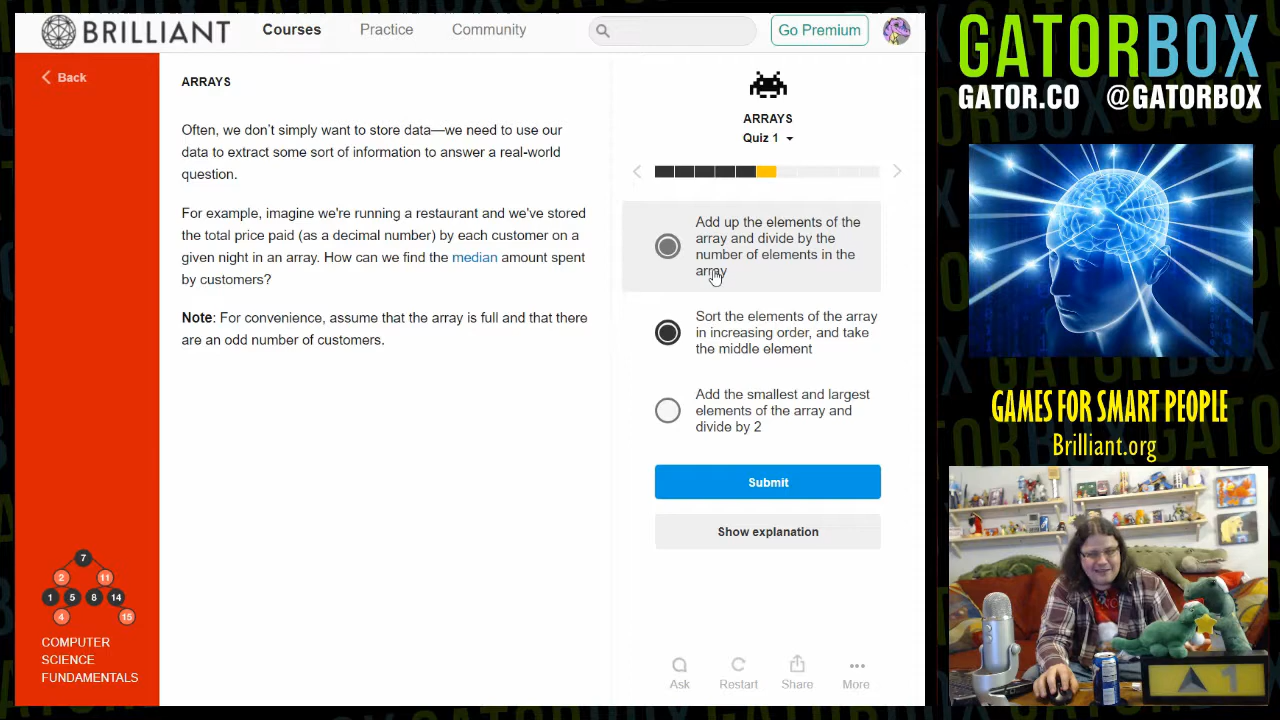 BRILLIANT
Courses
Practice
Community
Go Premium
GATORBOX
GATOR.CO @GATORBOX
Back
ARRAYS
Often, we don't simply want to store data—we need to use our
data to extract some sort of information to answer a real-world
question.
For example, imagine we're running a restaurant and we've stored
the total price paid (as a decimal number) by each customer on a
given night in an array. How can we find the median amount spent
by customers?
Note: For convenience, assume that the array is full and that there
are an odd number of customers.
ARRAYS
Quiz 1
Add up the elements of the
array and divide by the
number of elements in the
array
Sort the elements of the array
in increasing order, and take
the middle element
Add the smallest and largest
elements of the array and
divide by 2
Submit
Show explanation
Ask
Restart
Share
More
7
2 11
1 5 8 14
4 15
COMPUTER
SCIENCE
FUNDAMENTALS
GAMES FOR SMART PEOPLE
Brilliant.org
1